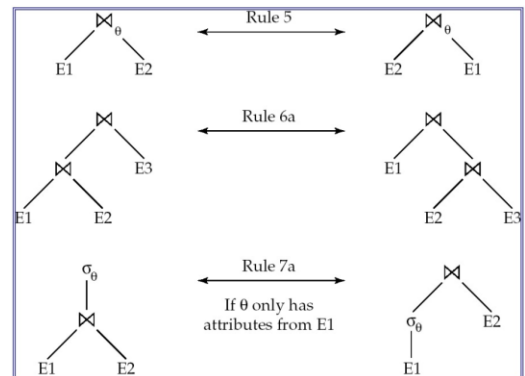 Rule 5
⋈ θ ⋈ θ
E1 E2 E2 E1
Rule 6a
⋈ ⋈
⋈ E3 E1 ⋈
E1 E2 E2 E3
Rule 7a
σθ ⋈
If θ only has
attributes from E1
⋈ σθ E2
E1 E2 E1